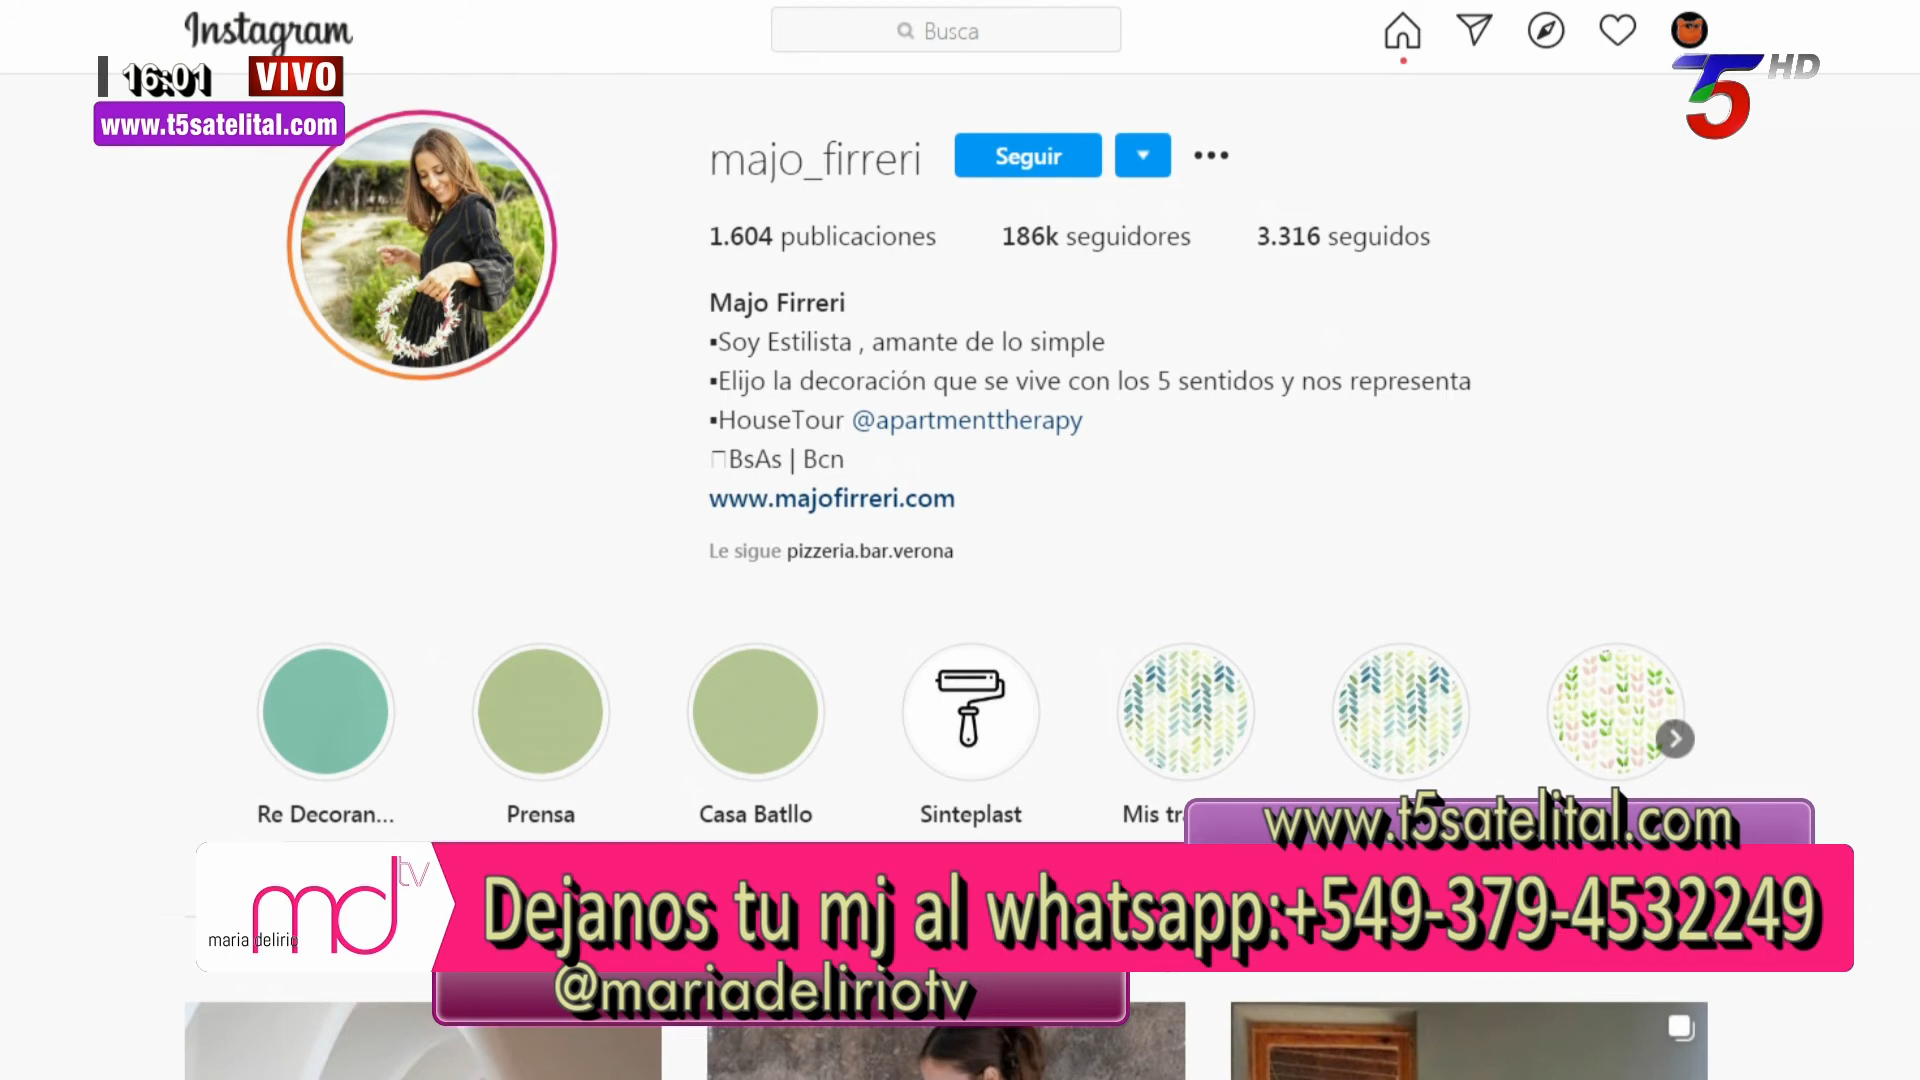 Instagram
Busca
16:01 VIVO
www.t5satelital.com
T5 HD
majo_firreri Seguir
1.604 publicaciones 186k seguidores 3.316 seguidos
Majo Firreri
▪Soy Estilista , amante de lo simple
▪Elijo la decoración que se vive con los 5 sentidos y nos representa
▪HouseTour @apartmenttherapy
BsAs | Bcn
www.majofirreri.com
Le sigue pizzeria.bar.verona
Re Decoran... Prensa Casa Batllo Sinteplast Mis
www.t5satelital.com
md tv
maria delirio
Dejanos tu mj al whatsapp:+549-379-4532249
@mariadeliriotv